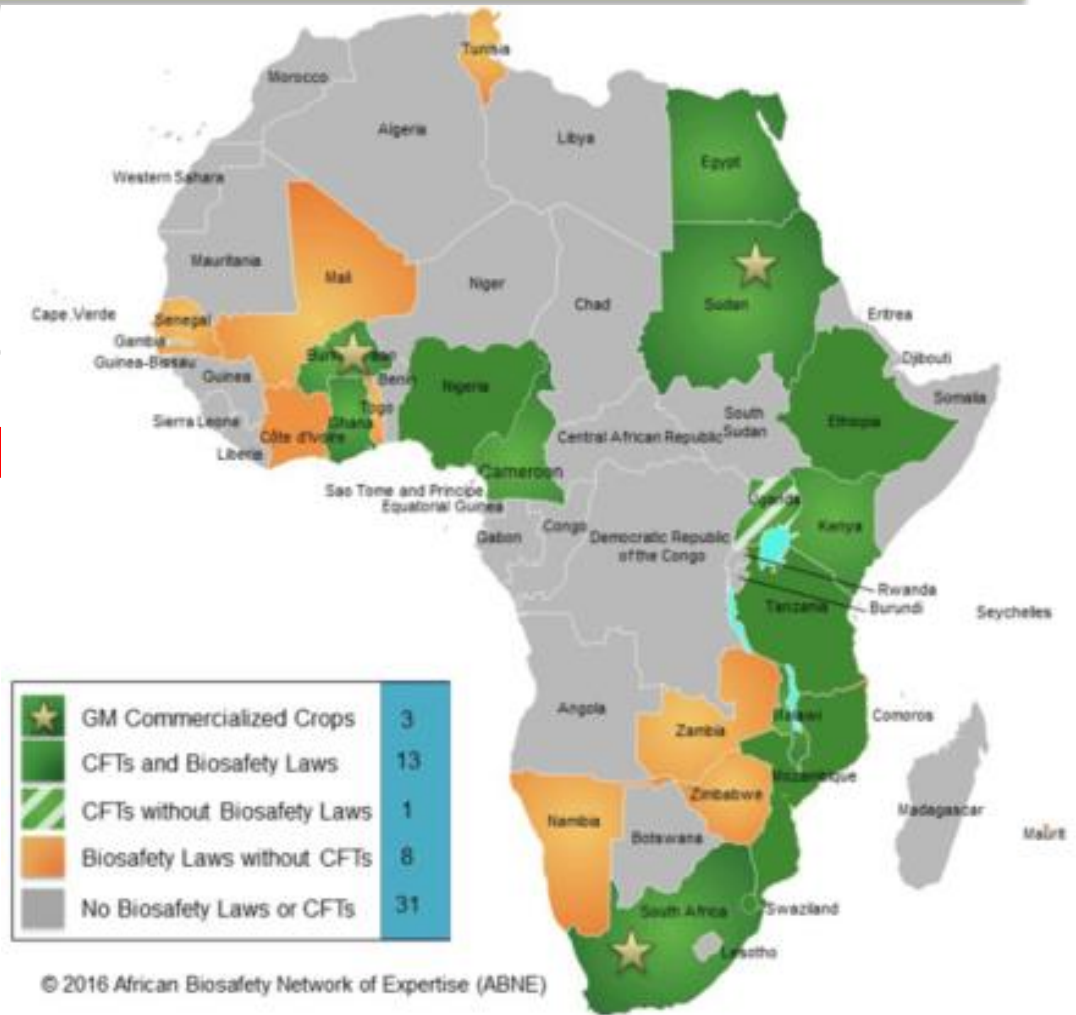 Tunisia
Morocco
Algeria
Libya
Egypt
Western Sahara
Mauritania
Mali
Niger
Chad
Sudan
Eritrea
Cape Verde
Senegal
Gambia
Guinea-Bissau
Guinea
Benin
Nigeria
Djibouti
Somalia
Sierra Leone
Togo
Ghana
Côte d'Ivoire
Liberia
Central African Republic
South
Sudan
Ethiopia
Cameroon
Sao Tome and Principe
Equatorial Guinea
Uganda
Kenya
Gabon
Congo
Democratic Republic
of the Congo
Rwanda
Burundi
Tanzania
Seychelles
Angola
Zambia
Malawi
Comoros
Mozambique
Zimbabwe
Madagascar
Namibia
Botswana
South Africa
Swaziland
Lesotho
GM Commercialized Crops 3
CFTs and Biosafety Laws 13
CFTs without Biosafety Laws 1
Biosafety Laws without CFTs 8
No Biosafety Laws or CFTs 31
© 2016 African Biosafety Network of Expertise (ABNE)